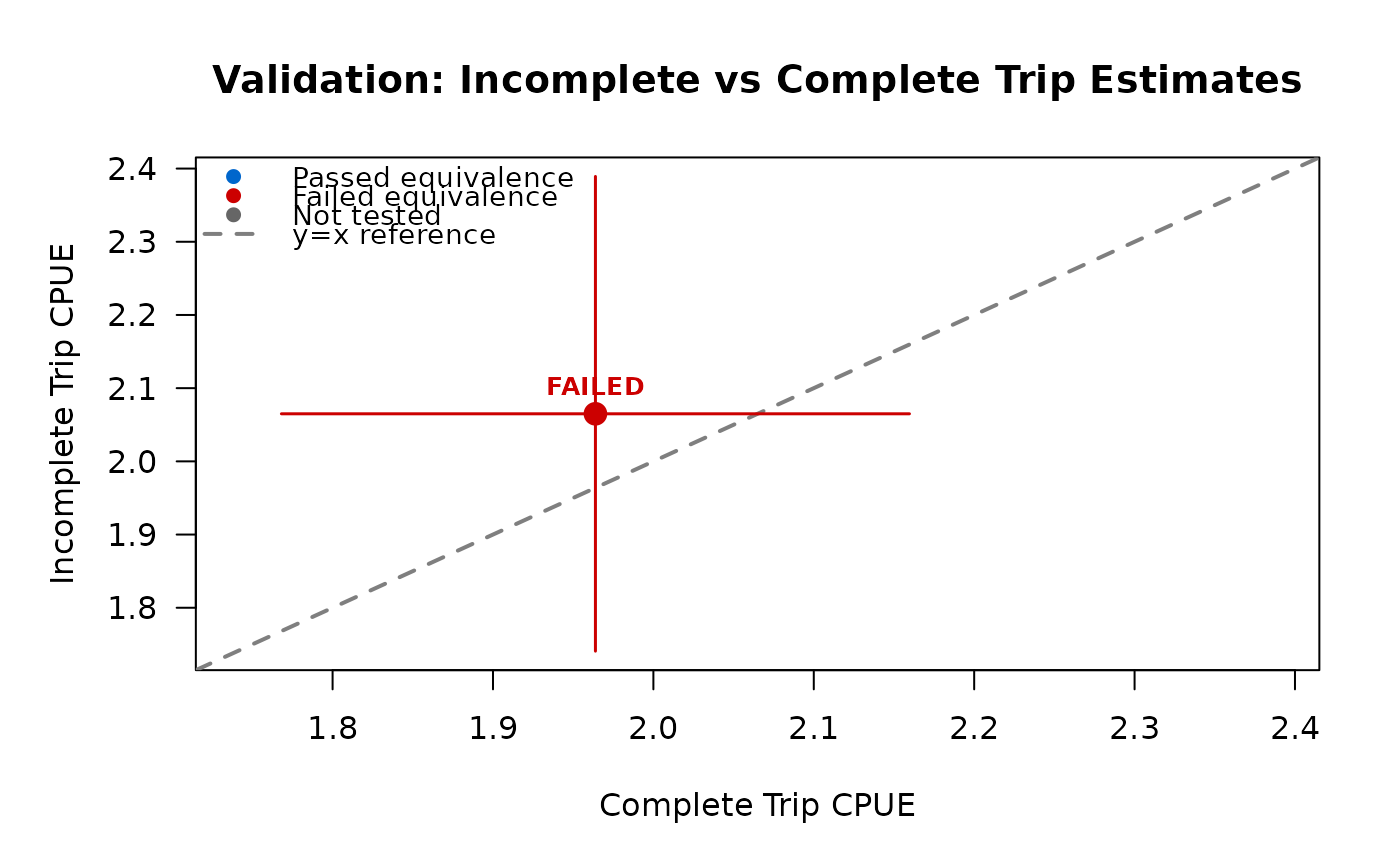 Validation: Incomplete vs Complete Trip Estimates
Passed equivalence
Failed equivalence
Not tested
y=x reference
FAILED
Incomplete Trip CPUE
2.4
2.3
2.2
2.1
2.0
1.9
1.8
1.8 1.9 2.0 2.1 2.2 2.3 2.4
Complete Trip CPUE